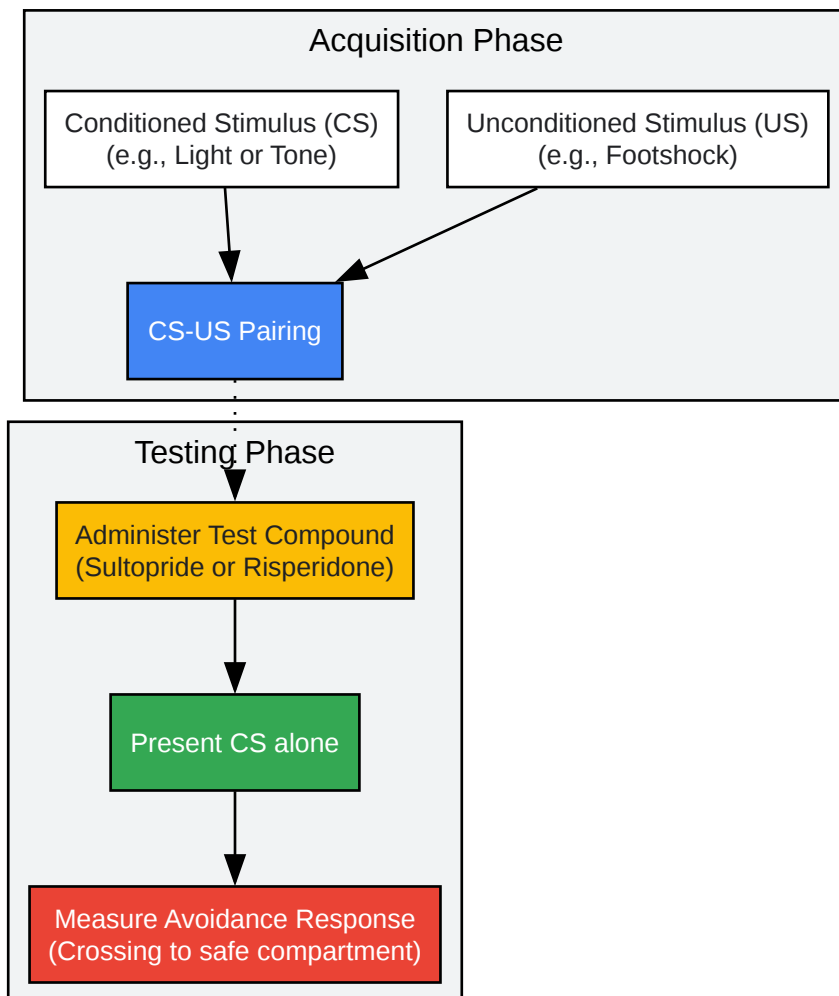 Acquisition Phase
Conditioned Stimulus (CS)
(e.g., Light or Tone)
Unconditioned Stimulus (US)
(e.g., Footshock)
CS-US Pairing
Testing Phase
Administer Test Compound
(Sultopride or Risperidone)
Present CS alone
Measure Avoidance Response
(Crossing to safe compartment)